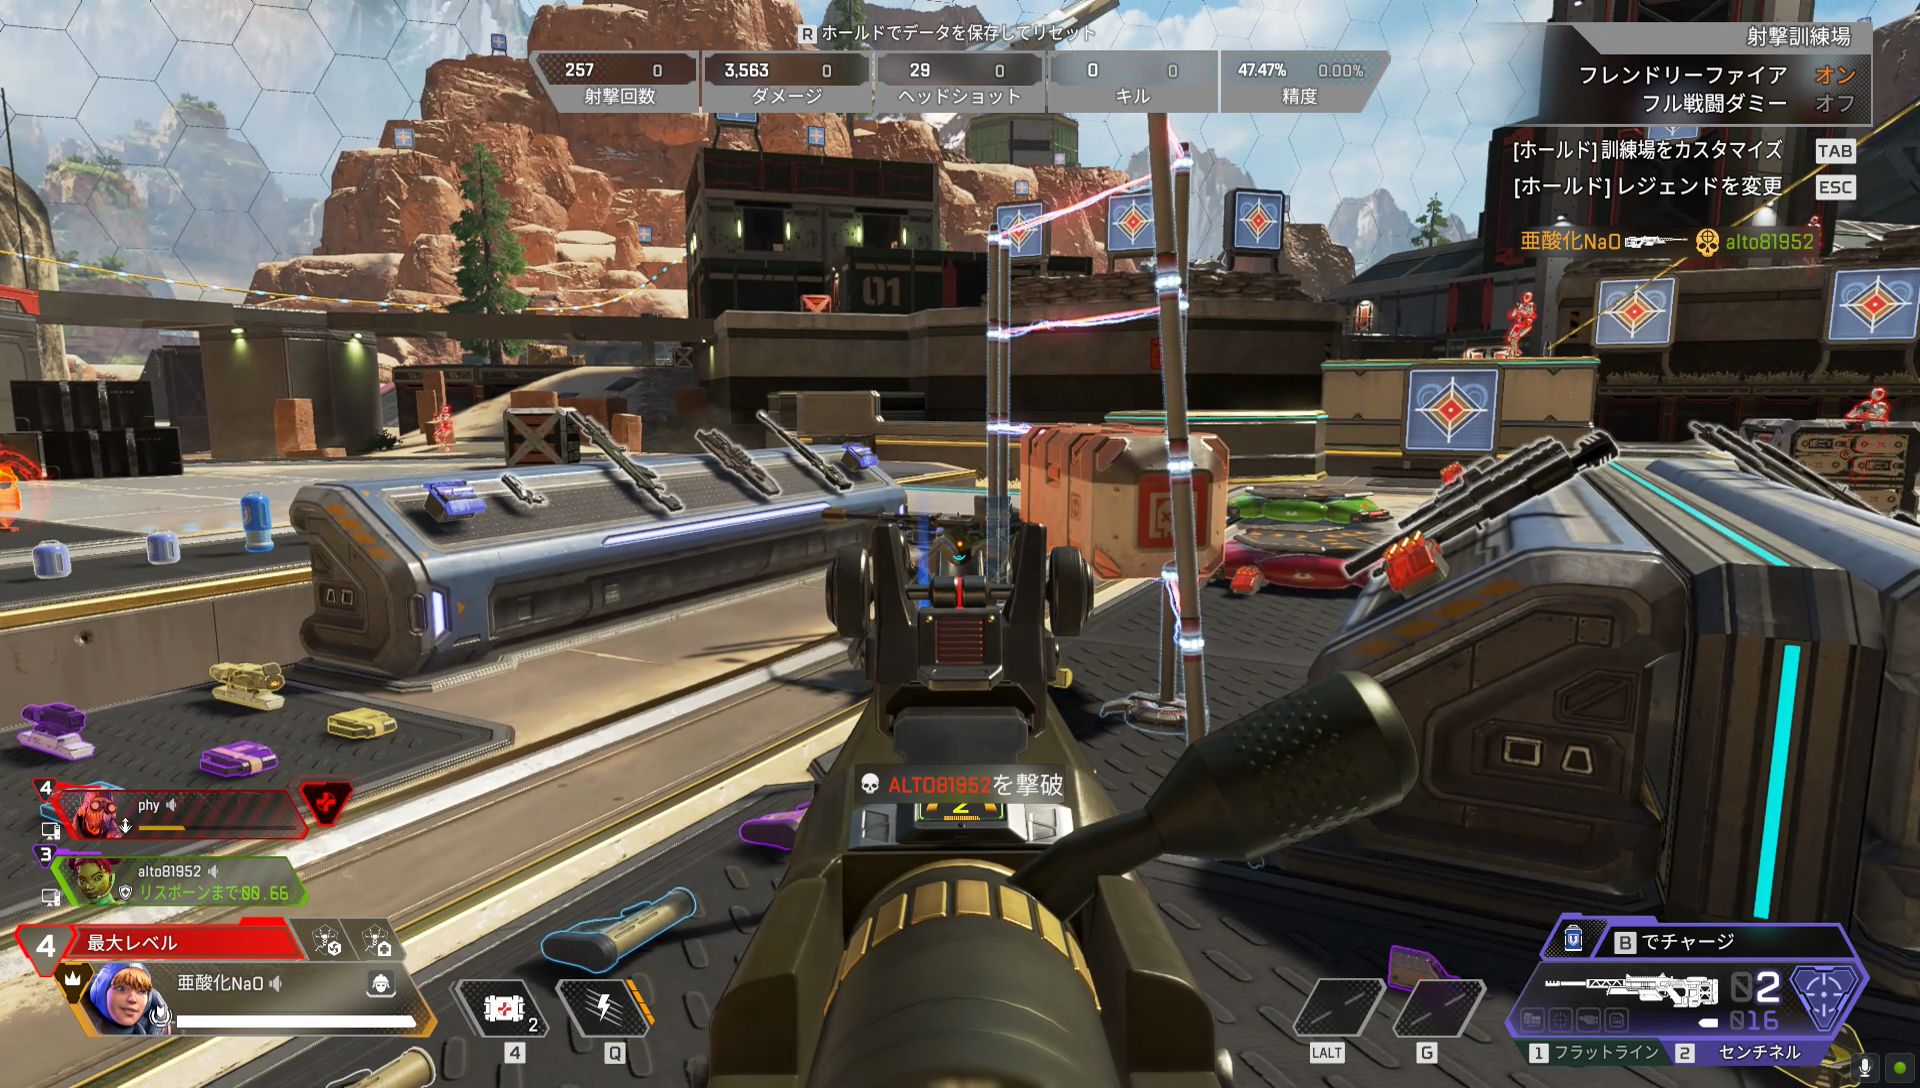 R ホールドでデータを保存してリセット
257 0
射撃回数
3,563 0
ダメージ
29 0
ヘッドショット
0 0
キル
47.47% 0.00%
精度
射撃訓練場
フレンドリーファイア オン
フル戦闘ダミー オフ
[ホールド]訓練場をカスタマイズ TAB
[ホールド]レジェンドを変更 ESC
亜酸化NaO alto81952
01
ALTO81952を撃破
2
4
phy
3
alto81952
リスポーンまで:00.66
4 最大レベル
亜酸化NaO
2
4
Q
LALT
G
B でチャージ
02
016
1 フラットライン 2 センチネル